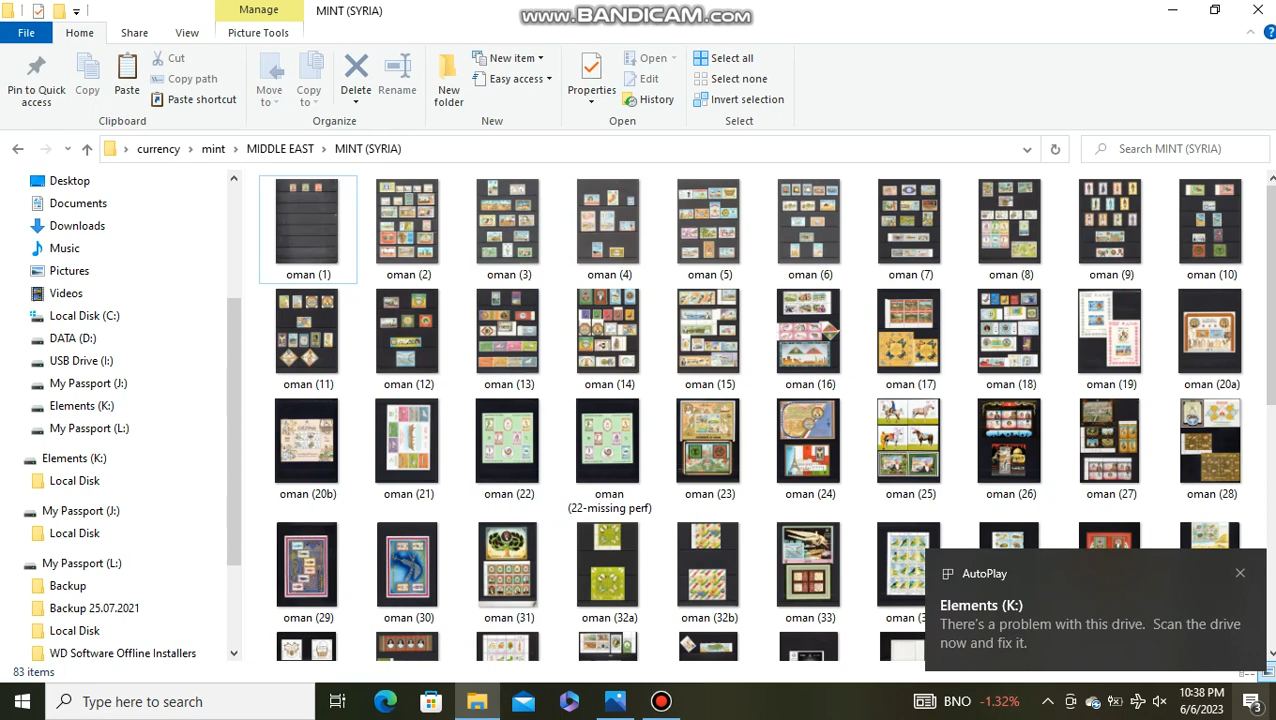 Manage
MINT (SYRIA)
www.BANDICAM.com
File
Home
Share
View
Picture Tools
Pin to Quick access
Copy
Paste
Cut
Copy path
Paste shortcut
Clipboard
Move to
Copy to
Delete
Rename
Organize
New folder
New item
Easy access
New
Properties
Open
Edit
History
Open
Select all
Select none
Invert selection
Select
currency
mint
MIDDLE EAST
MINT (SYRIA)
Search MINT (SYRIA)
Desktop
Documents
Downloads
Music
Pictures
Videos
Local Disk (C:)
DATA (D:)
USB Drive (I:)
My Passport (J:)
Elements (K:)
My Passport (L:)
Elements (K:)
Local Disk
My Passport (J:)
Local Disk
My Passport (L:)
Backup
Backup 25.07.2021
Local Disk
WD Software Offline Installers
oman (1)
oman (2)
oman (3)
oman (4)
oman (5)
oman (6)
oman (7)
oman (8)
oman (9)
oman (10)
oman (11)
oman (12)
oman (13)
oman (14)
oman (15)
oman (16)
oman (17)
oman (18)
oman (19)
oman (20a)
oman (20b)
oman (21)
oman (22)
oman
(22-missing perf)
oman (23)
oman (24)
oman (25)
oman (26)
oman (27)
oman (28)
oman (29)
oman (30)
oman (31)
oman (32a)
oman (32b)
oman (33)
AutoPlay
Elements (K:)
There's a problem with this drive. Scan the drive
now and fix it.
83 items
Type here to search
BNO
-1.32%
10:38 PM
6/6/2023
3